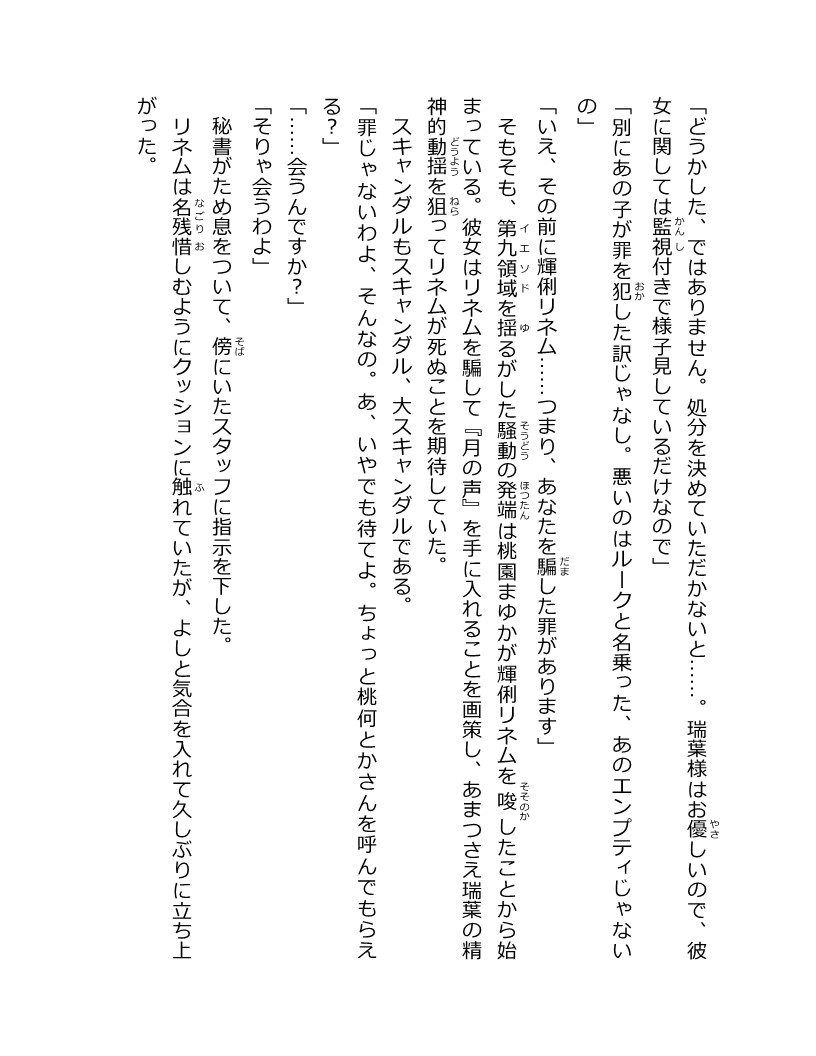 「どうかした、ではありません。処分を決めていただかないと……。瑞葉様はお優しいので、彼
女に関しては監視付きで様子見しているだけなので」
「別にあの子が罪を犯した訳じゃなし。悪いのはルークと名乗った、あのエンプティじゃない
の」
「いえ、その前に輝俐リネム……つまり、あなたを騙した罪があります」
そもそも、第九領域を揺るがした騒動の発端は桃園まゆかが輝俐リネムを唆したことから始
まっている。彼女はリネムを騙して『月の声』を手に入れることを画策し、あまつさえ瑞葉の精
神的動揺を狙ってリネムが死ぬことを期待していた。
スキャンダルもスキャンダル、大スキャンダルである。
「罪じゃないわよ、そんなの。あ、いやでも待てよ。ちょっと桃何とかさんを呼んでもらえ
る？」
「……会うんですか？」
「そりゃ会うわよ」
秘書がため息をついて、傍にいたスタッフに指示を下した。
リネムは名残惜しむようにクッションに触れていたが、よしと気合を入れて久しぶりに立ち上
がった。